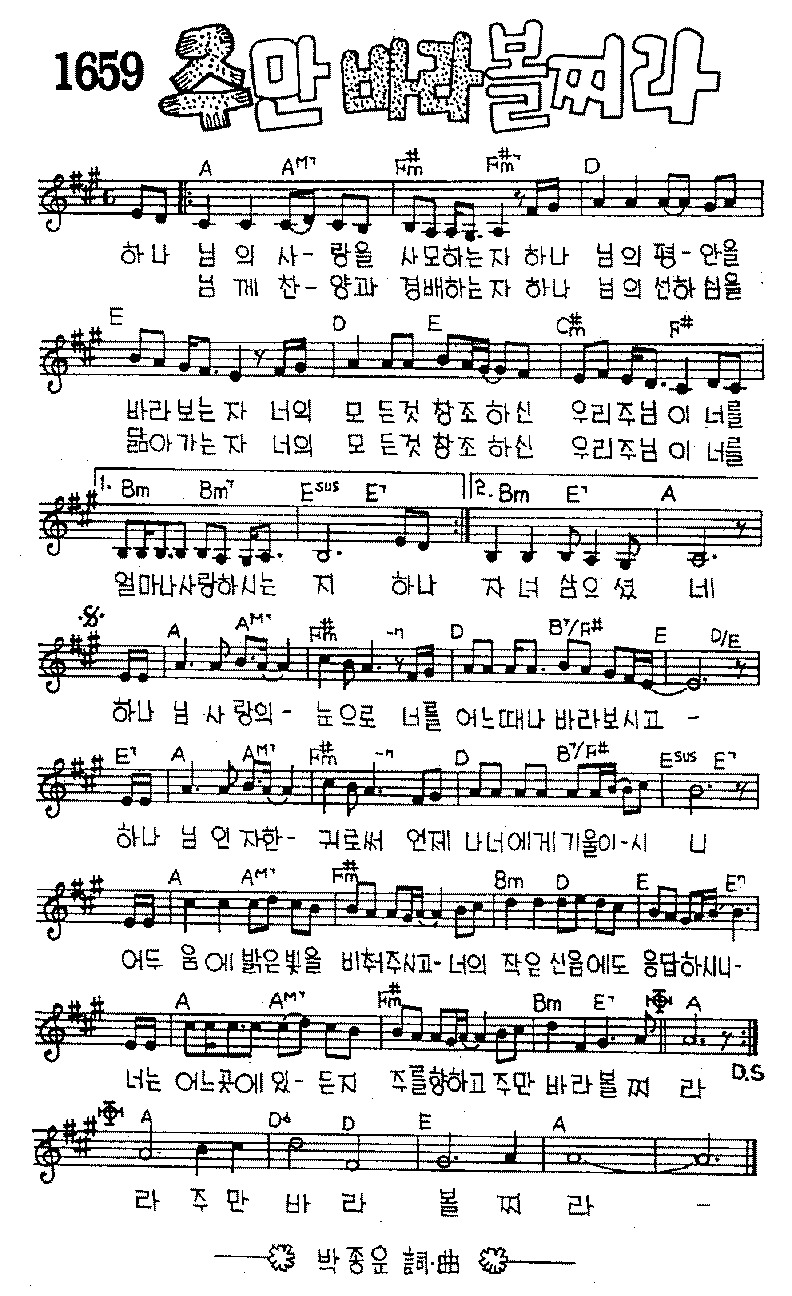 1659 주만 바라 볼찌라
A AM7 F#m F#m7 D
하나 님 의 사-랑을 사모하는자 하나 님의 평-안을
님 께 찬-양과 경배하는자 하나 님의 선하심을
E D E C#m F#
바라보는 자 너의 모 든것 창조 하신 우리주님 이 너를
닮아가는 자 너의 모 든것 창조 하신 우리주님 이 너를
1. Bm Bm7 Esus E7 2. Bm E7 A
얼마나사랑하시는 지 하나 자 녀 삼으 셨 네
A AM7 F#m -7 D B7/F# E D/E
하나 님 사 랑의- 눈으로 너를 어느때나 바라보시고 -
E7 A AM7 F#m -7 D B7/F# Esus E7
하나 님 인 자한- 귀로써 언제 나너에게기울이-시 니
A AM7 F#m Bm D E E7
어두 움 에 밝은빛을 비춰주시고-너의 작은 신음에도 응답하시니-
A AM7 F#m Bm E7 A
너는 어느곳에 있-든지 주를향하고 주만 바라볼 찌 라
D.S
A D6 D E A
라 주 만 바 라 볼 찌 라 -
박종운 詞·曲